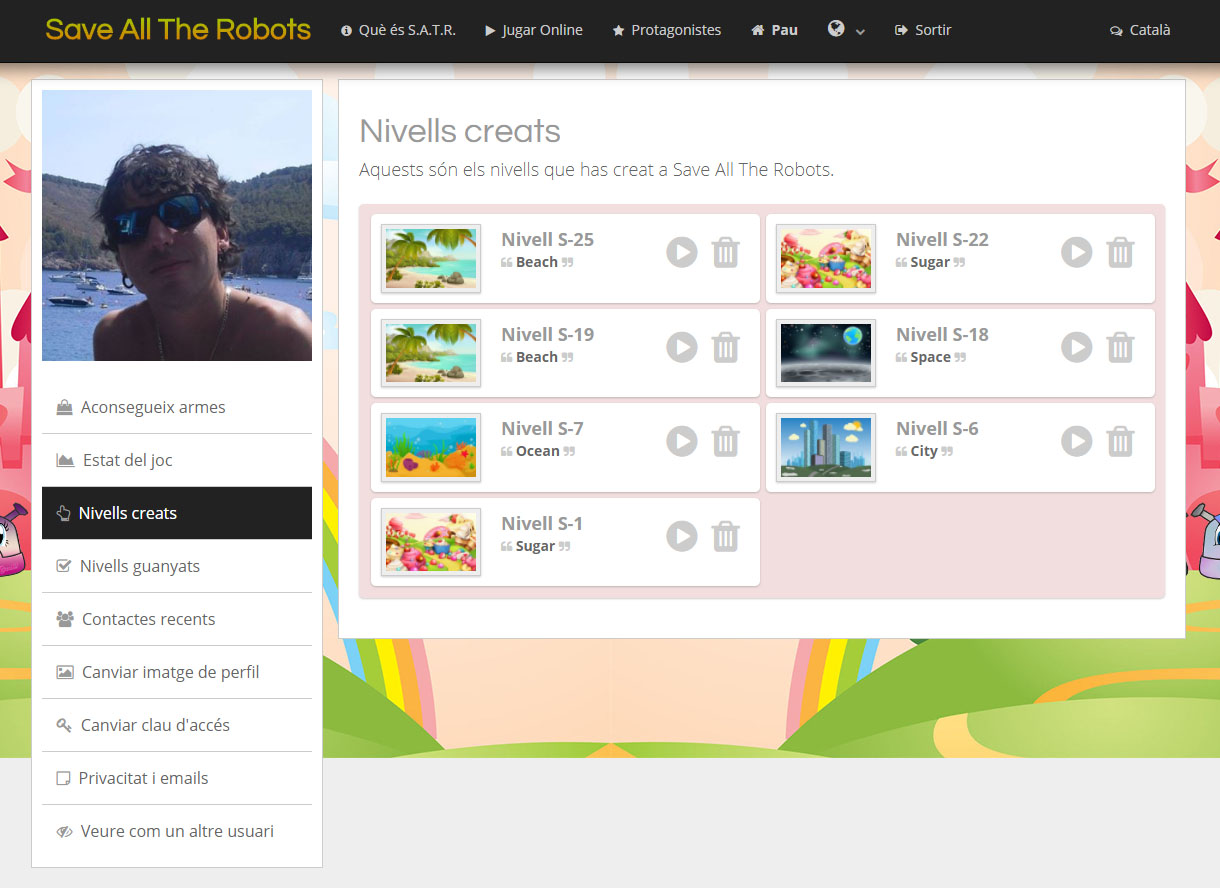 Save All The Robots
Què és S.A.T.R.
Jugar Online
Protagonistes
Pau
Sortir
Català
Aconsegueix armes
Estat del joc
Nivells creats
Nivells guanyats
Contactes recents
Canviar imatge de perfil
Canviar clau d'accés
Privacitat i emails
Veure com un altre usuari
Nivells creats
Aquests són els nivells que has creat a Save All The Robots.
Nivell S-25
❝ Beach ❞
Nivell S-22
❝ Sugar ❞
Nivell S-19
❝ Beach ❞
Nivell S-18
❝ Space ❞
Nivell S-7
❝ Ocean ❞
Nivell S-6
❝ City ❞
Nivell S-1
❝ Sugar ❞